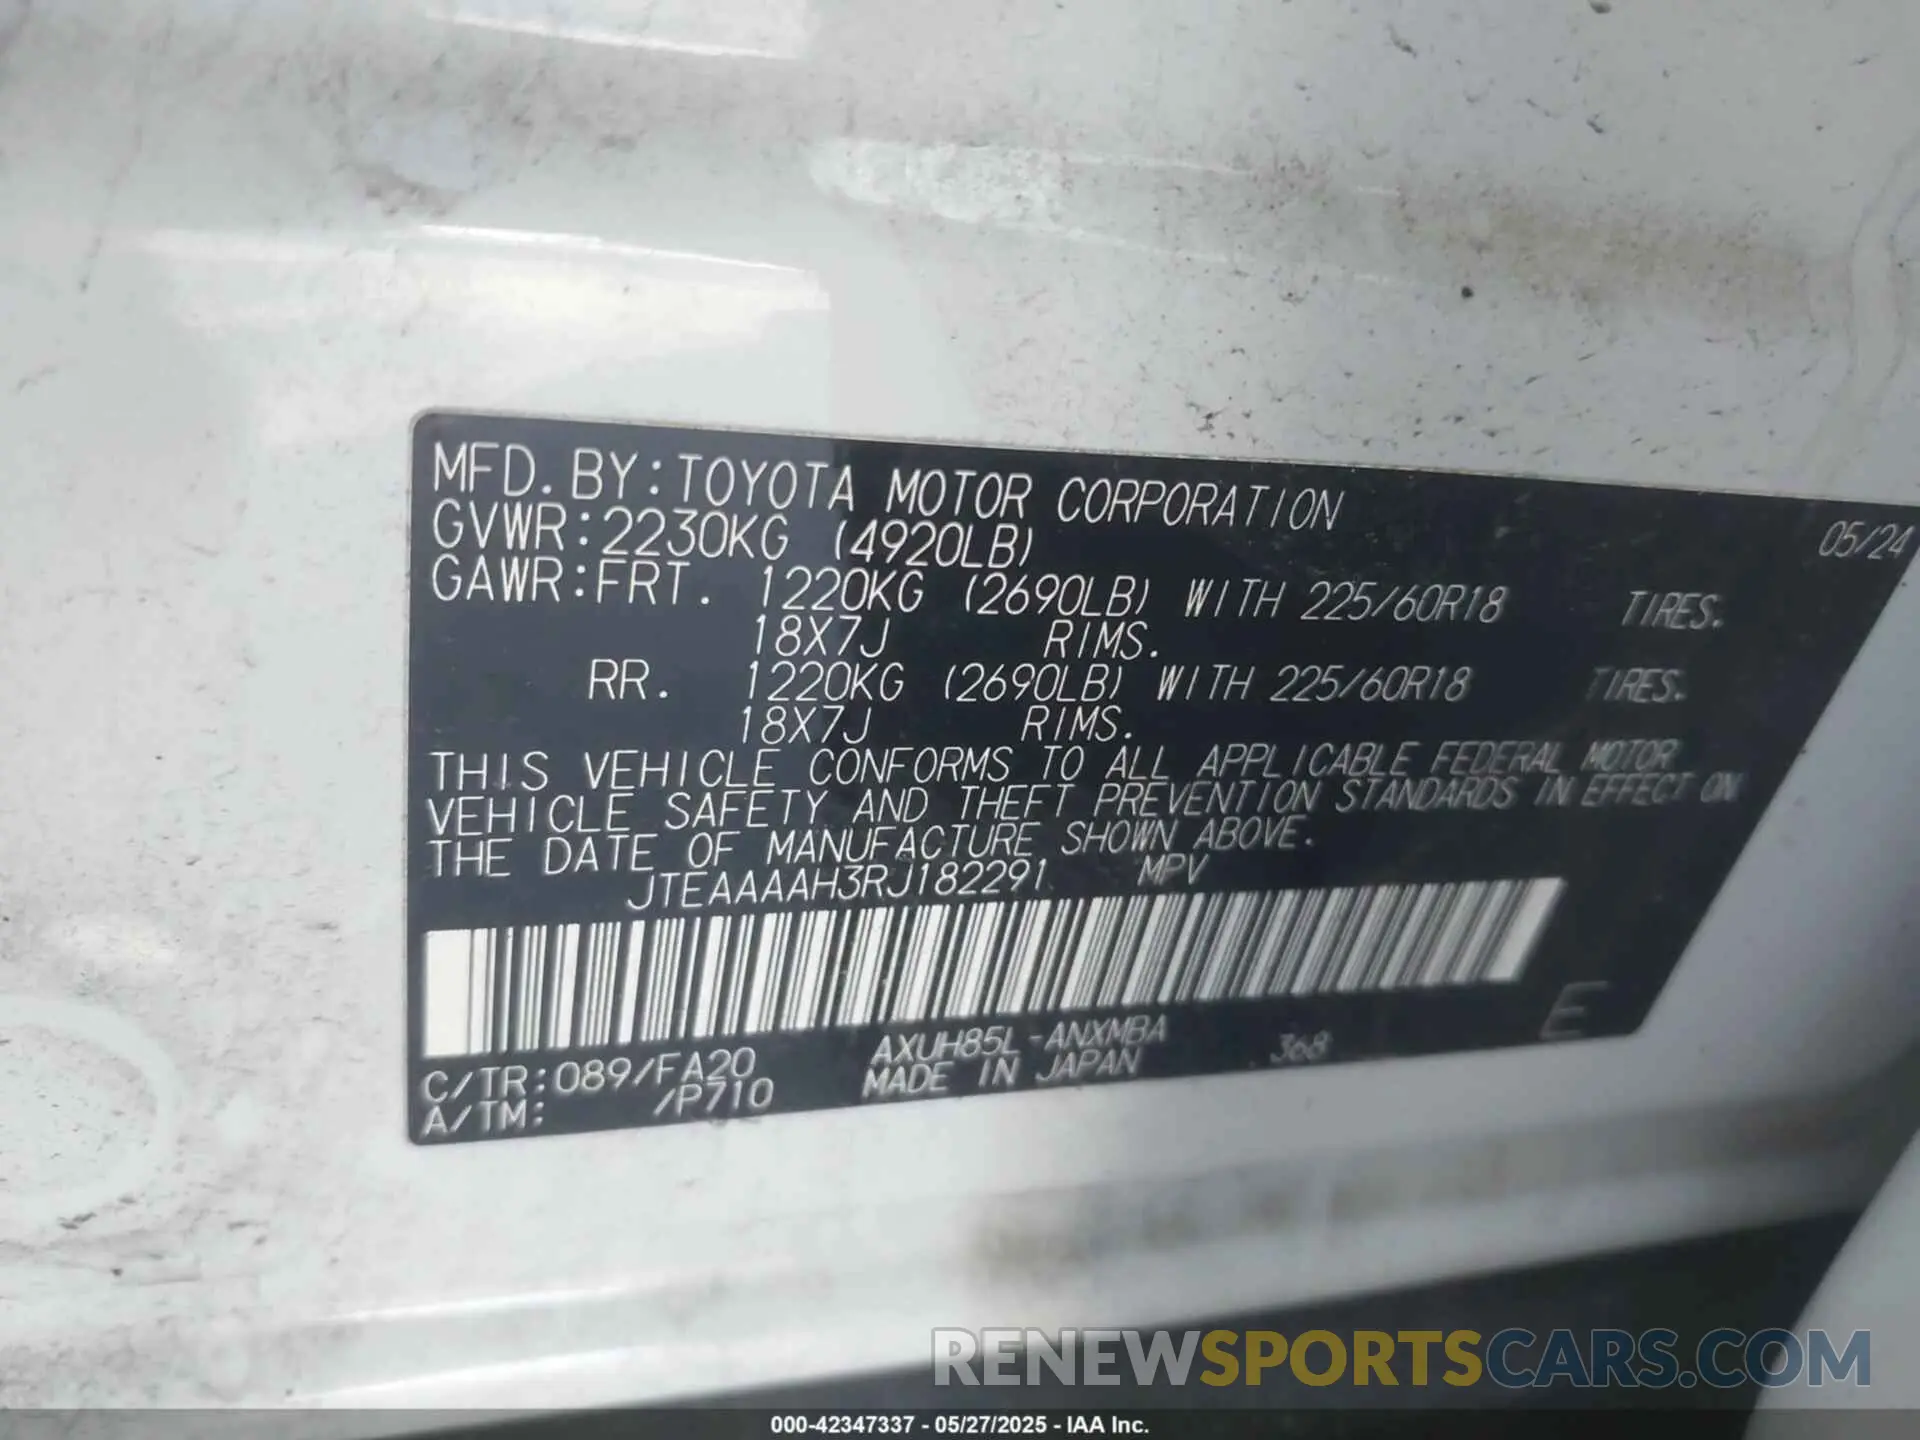 MFD. BY: TOYOTA MOTOR CORPORATION 05/24
GVWR: 2230KG (4920LB)
GAWR: FRT. 1220KG (2690LB) WITH 225/60R18 TIRES.
18X7J RIMS.
RR. 1220KG (2690LB) WITH 225/60R18 TIRES.
18X7J RIMS.
THIS VEHICLE CONFORMS TO ALL APPLICABLE FEDERAL MOTOR
VEHICLE SAFETY AND THEFT PREVENTION STANDARDS IN EFFECT ON
THE DATE OF MANUFACTURE SHOWN ABOVE.
JTEAAAAH3RJ182291 MPV
E
AXUH85L-ANXMBA 368
C/TR: 089/FA20 MADE IN JAPAN
A/TM: /P710
RENEWSPORTSCARS.COM
000-42347337 - 05/27/2025 - IAA Inc.